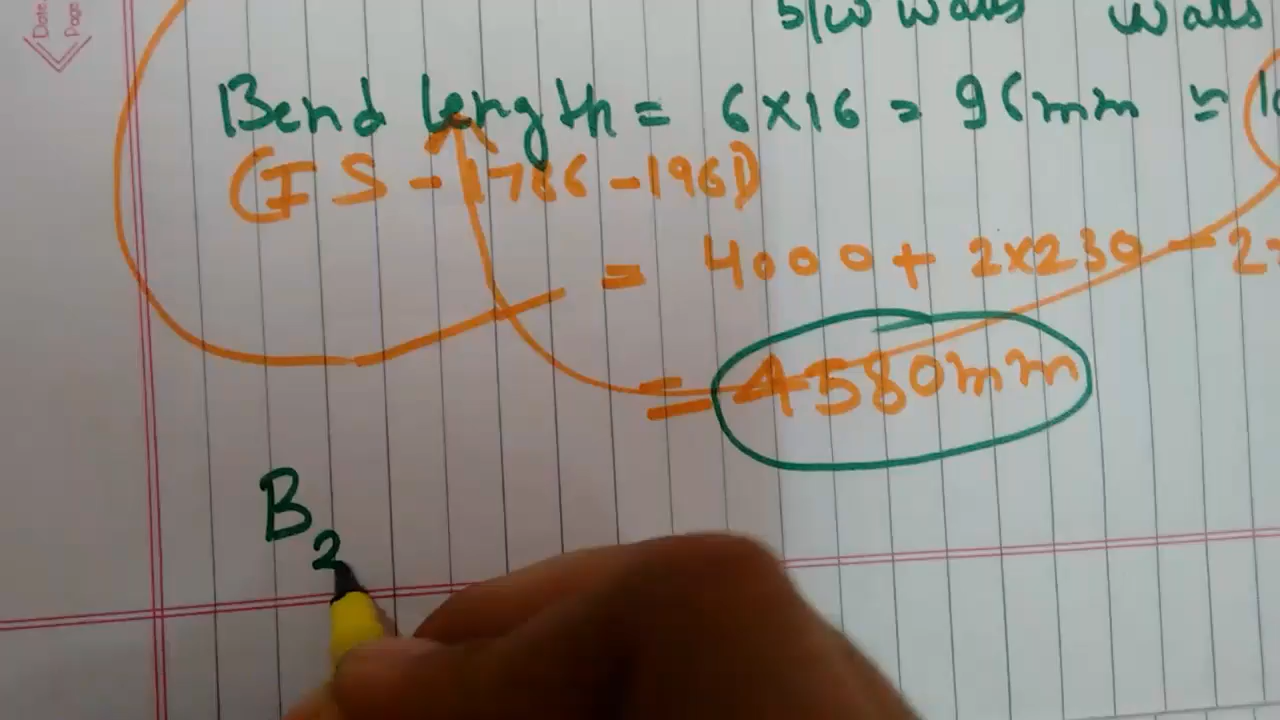 Date.
Page
b/w walls walls
Bend length = 6×16 = 96mm ≈
(IS-1786-1961)
= 4000 + 2×230 - 2×
= 4580mm
B2